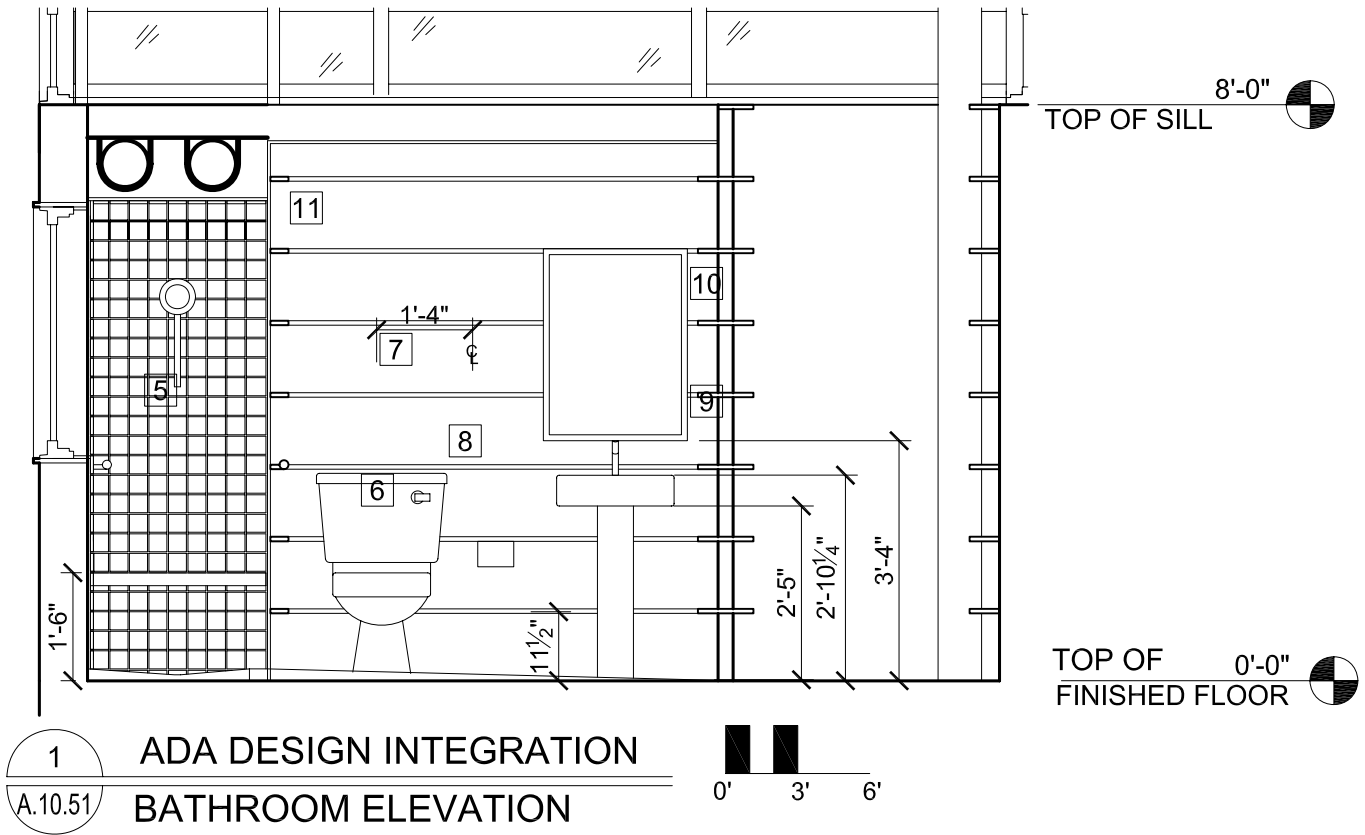 8'-0"
TOP OF SILL
11
10
1'-4"
7
℄
5
9
8
6
1'-6"
11½"
2'-5"
2'-10¼"
3'-4"
TOP OF 0'-0"
FINISHED FLOOR
1 ADA DESIGN INTEGRATION
A.10.51 BATHROOM ELEVATION
0' 3' 6'